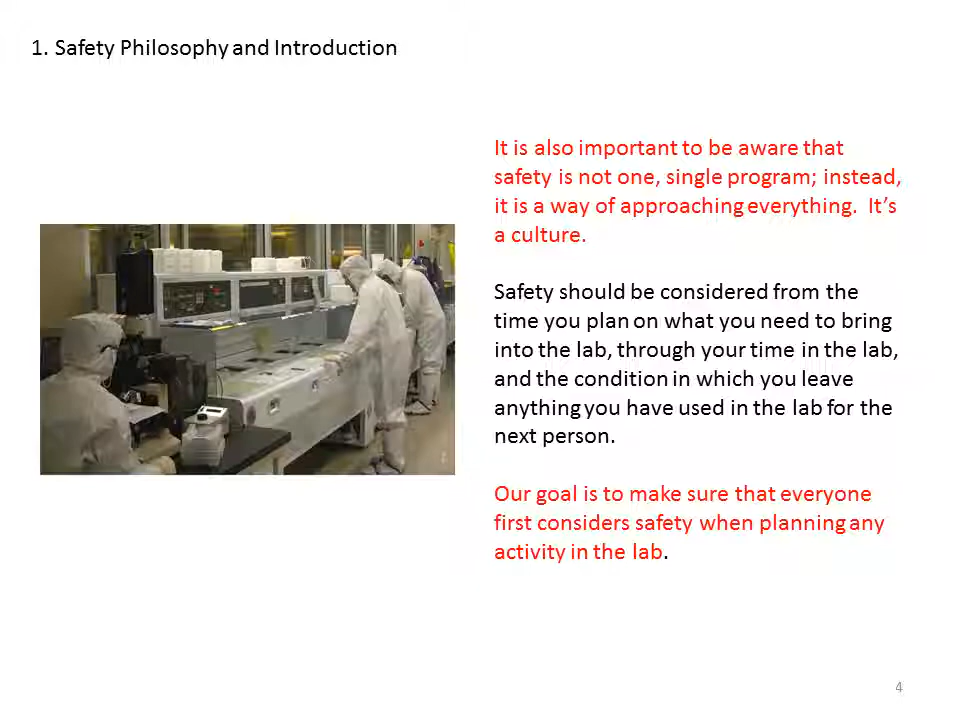 1. Safety Philosophy and Introduction
It is also important to be aware that
safety is not one, single program; instead,
it is a way of approaching everything.  It’s
a culture.
Safety should be considered from the
time you plan on what you need to bring
into the lab, through your time in the lab,
and the condition in which you leave
anything you have used in the lab for the
next person.
Our goal is to make sure that everyone
first considers safety when planning any
activity in the lab.
4